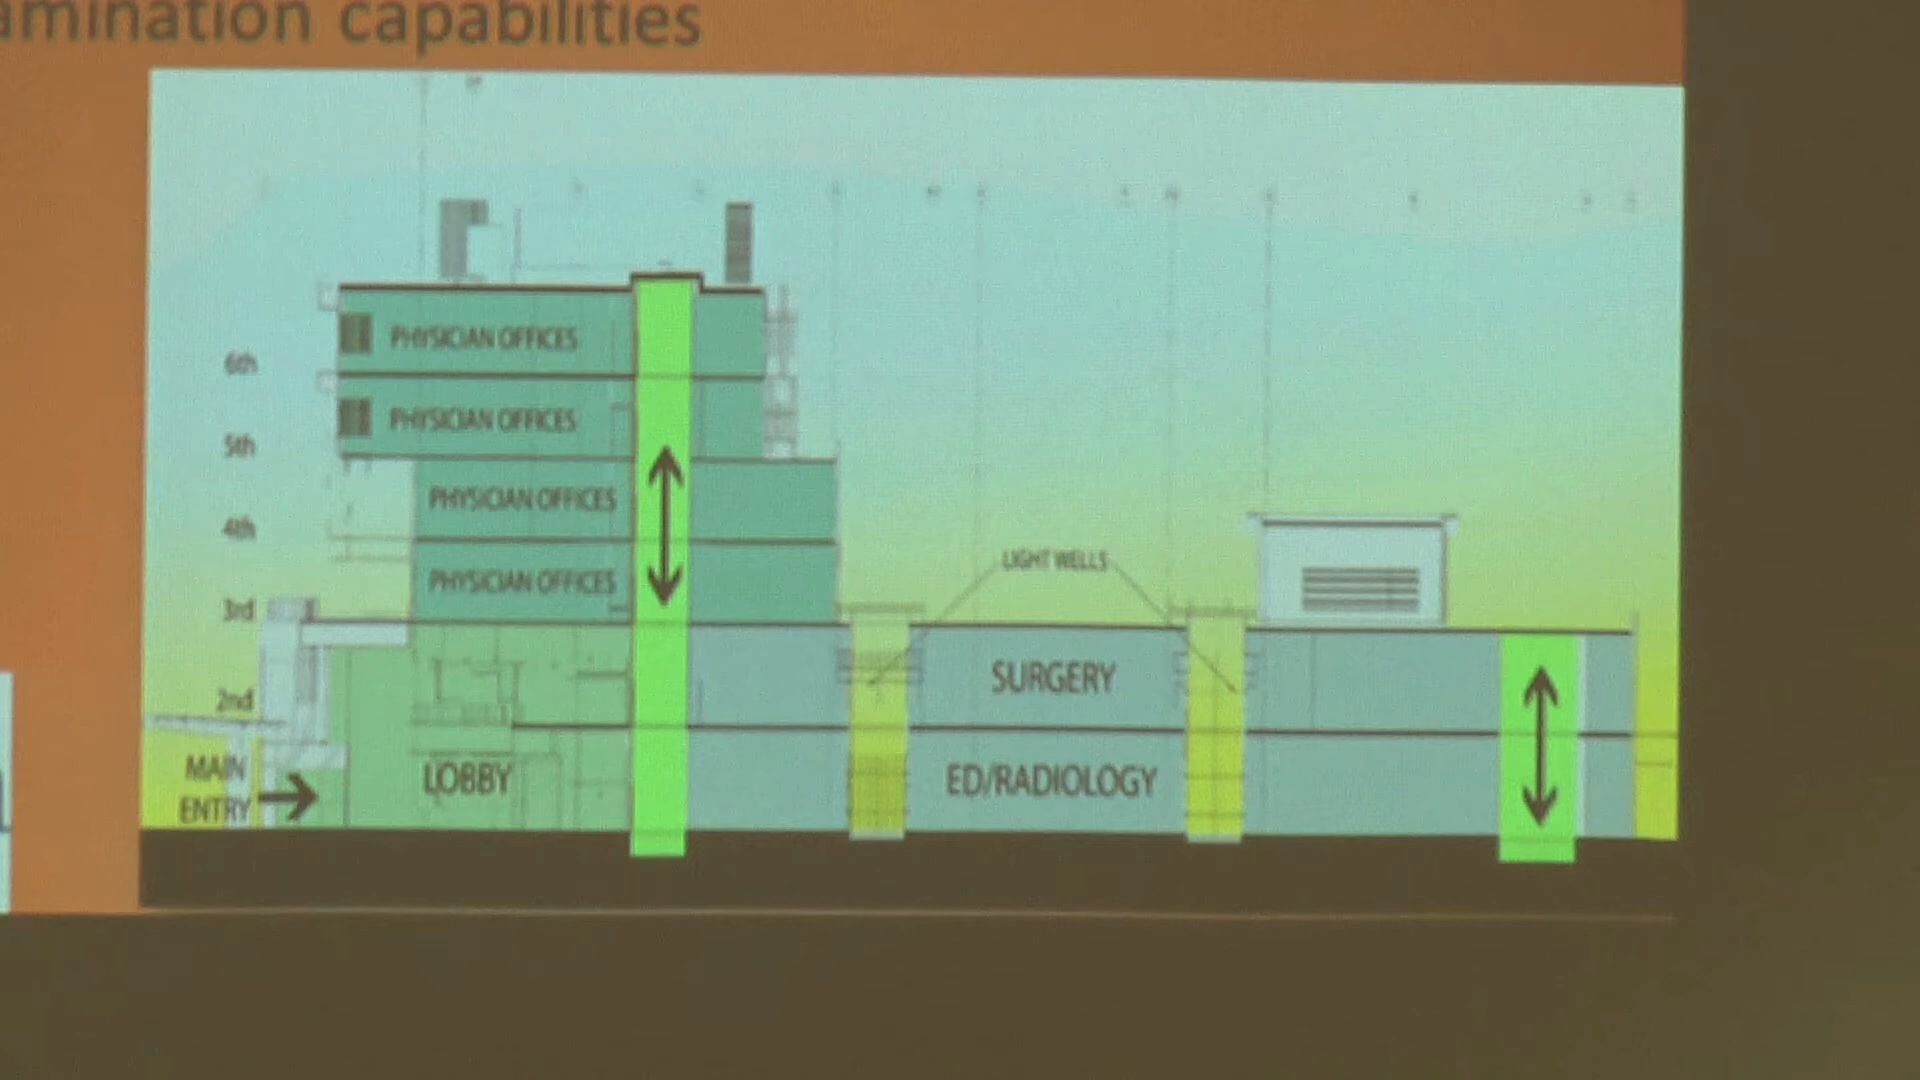 amination capabilities
PHYSICIAN OFFICES
6th
PHYSICIAN OFFICES
5th
PHYSICIAN OFFICES
4th
LIGHT WELLS
PHYSICIAN OFFICES
3rd
SURGERY
2nd
MAIN
ENTRY
LOBBY
ED/RADIOLOGY